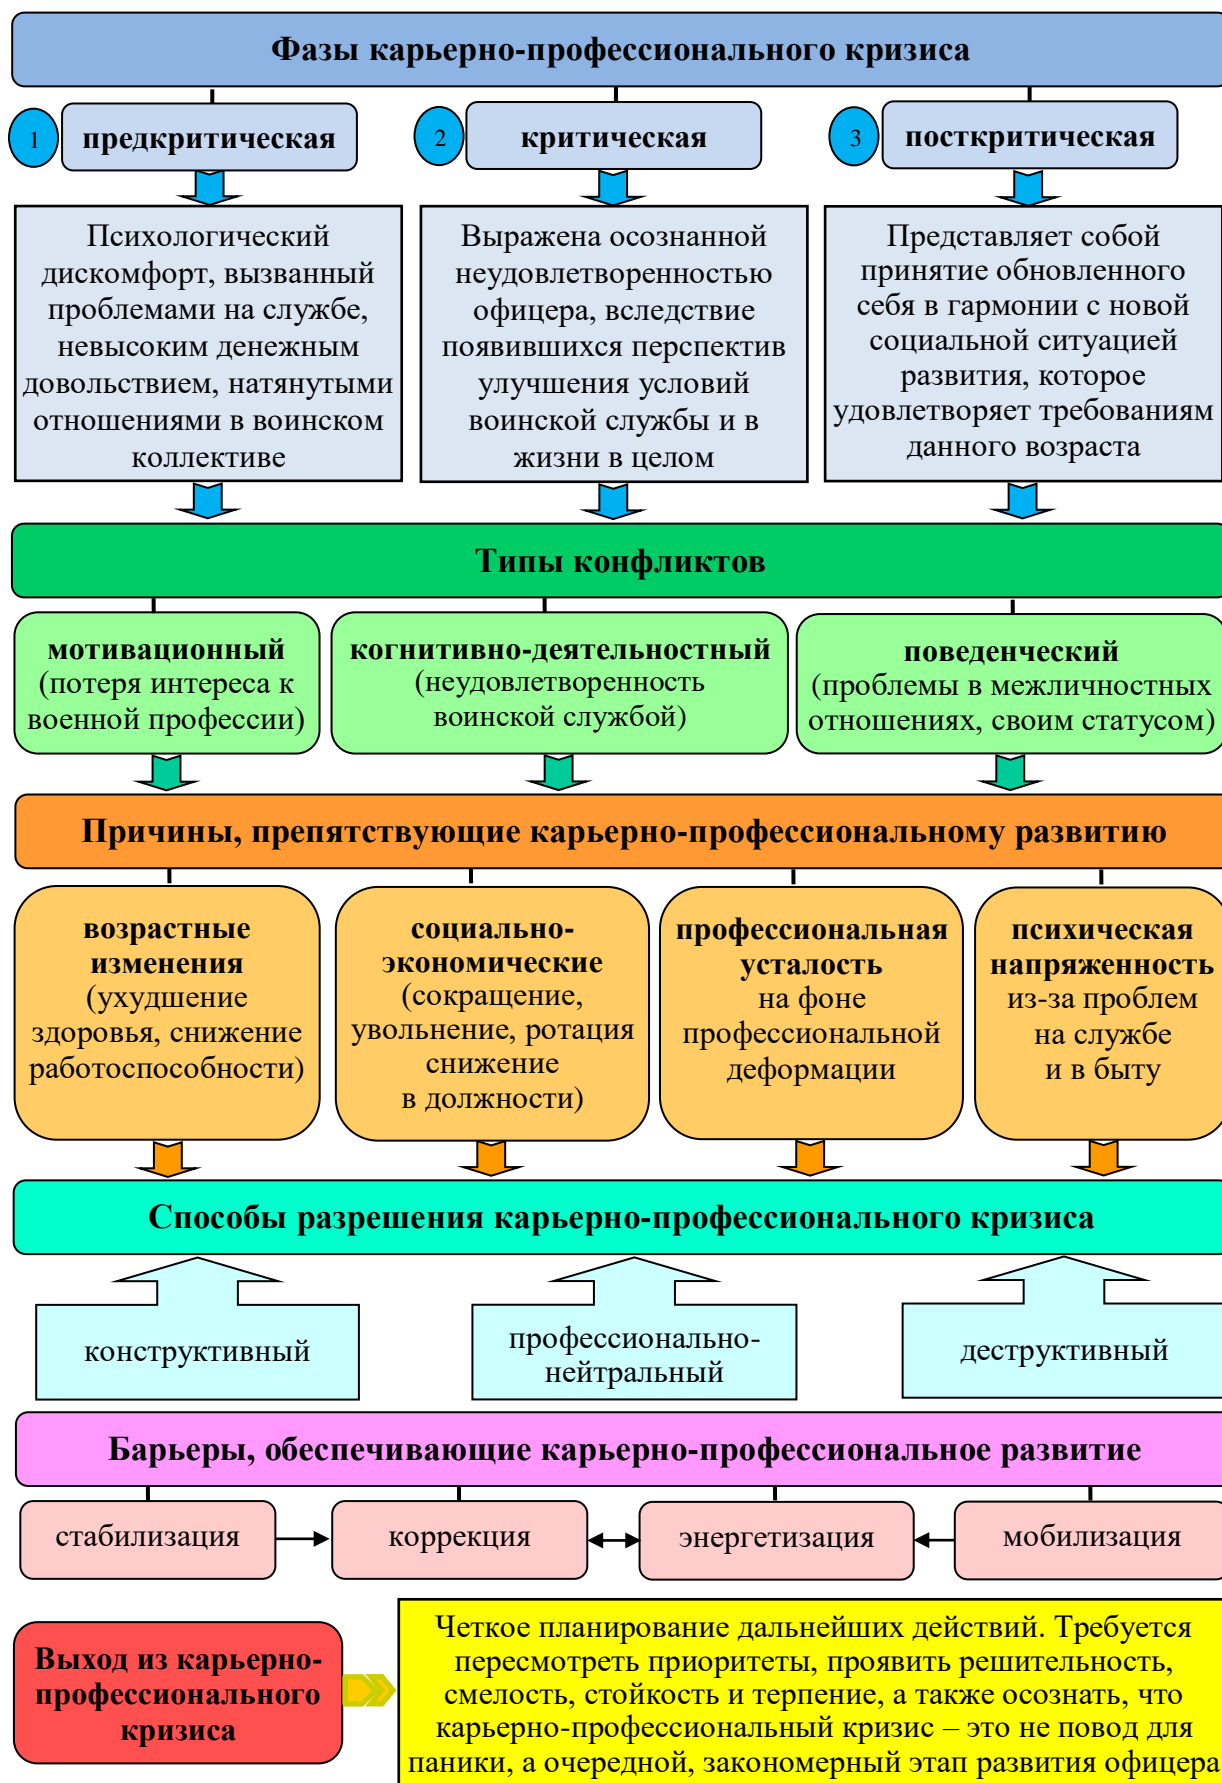 Фазы карьерно-профессионального кризиса
1
предкритическая
2
критическая
3
посткритическая
Психологический
дискомфорт, вызванный
проблемами на службе,
невысоким денежным
довольствием, натянутыми
отношениями в воинском
коллективе
Выражена осознанной
неудовлетворенностью
офицера, вследствие
появившихся перспектив
улучшения условий
воинской службы и в
жизни в целом
Представляет собой
принятие обновленного
себя в гармонии с новой
социальной ситуацией
развития, которое
удовлетворяет требованиям
данного возраста
Типы конфликтов
мотивационный
(потеря интереса к
военной профессии)
когнитивно-деятельностный
(неудовлетворенность
воинской службой)
поведенческий
(проблемы в межличностных
отношениях, своим статусом)
Причины, препятствующие карьерно-профессиональному развитию
возрастные
изменения
(ухудшение
здоровья, снижение
работоспособности)
социально-
экономические
(сокращение,
увольнение, ротация
снижение
в должности)
профессиональная
усталость
на фоне
профессиональной
деформации
психическая
напряженность
из-за проблем
на службе
и в быту
Способы разрешения карьерно-профессионального кризиса
конструктивный
профессионально-
нейтральный
деструктивный
Барьеры, обеспечивающие карьерно-профессиональное развитие
стабилизация
коррекция
энергетизация
мобилизация
Выход из карьерно-
профессионального
кризиса
Четкое планирование дальнейших действий. Требуется
пересмотреть приоритеты, проявить решительность,
смелость, стойкость и терпение, а также осознать, что
карьерно-профессиональный кризис – это не повод для
паники, а очередной, закономерный этап развития офицера